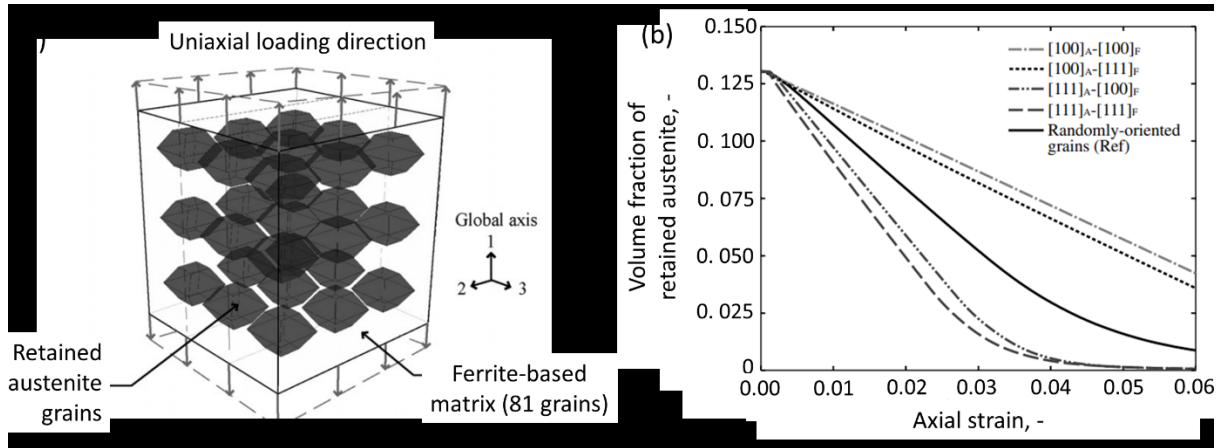 )
Uniaxial loading direction
Global axis
1
2
3
Retained
austenite
grains
Ferrite-based
matrix (81 grains)
(b)
Volume fraction of
retained austenite, -
0.150
0.125
0.100
0.075
0.050
0.025
0
0.00 0.01 0.02 0.03 0.04 0.05 0.06
Axial strain, -
[100]A-[100]F
[100]A-[111]F
[111]A-[100]F
[111]A-[111]F
Randomly-oriented
grains (Ref)